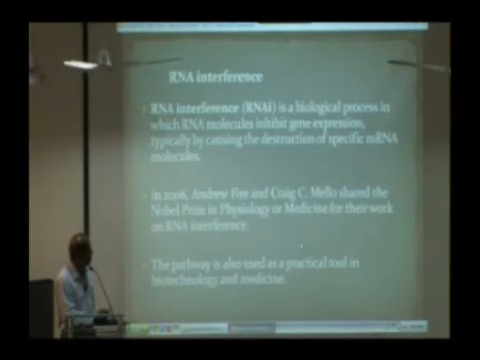 RNA interference
RNA interference (RNAi) is a biological process in
which RNA molecules inhibit gene expression,
typically by causing the destruction of specific mRNA
molecules.
In 2006, Andrew Fire and Craig C. Mello shared the
Nobel Prize in Physiology or Medicine for their work
on RNA interference.
The pathway is also used as a practical tool in
biotechnology and medicine.